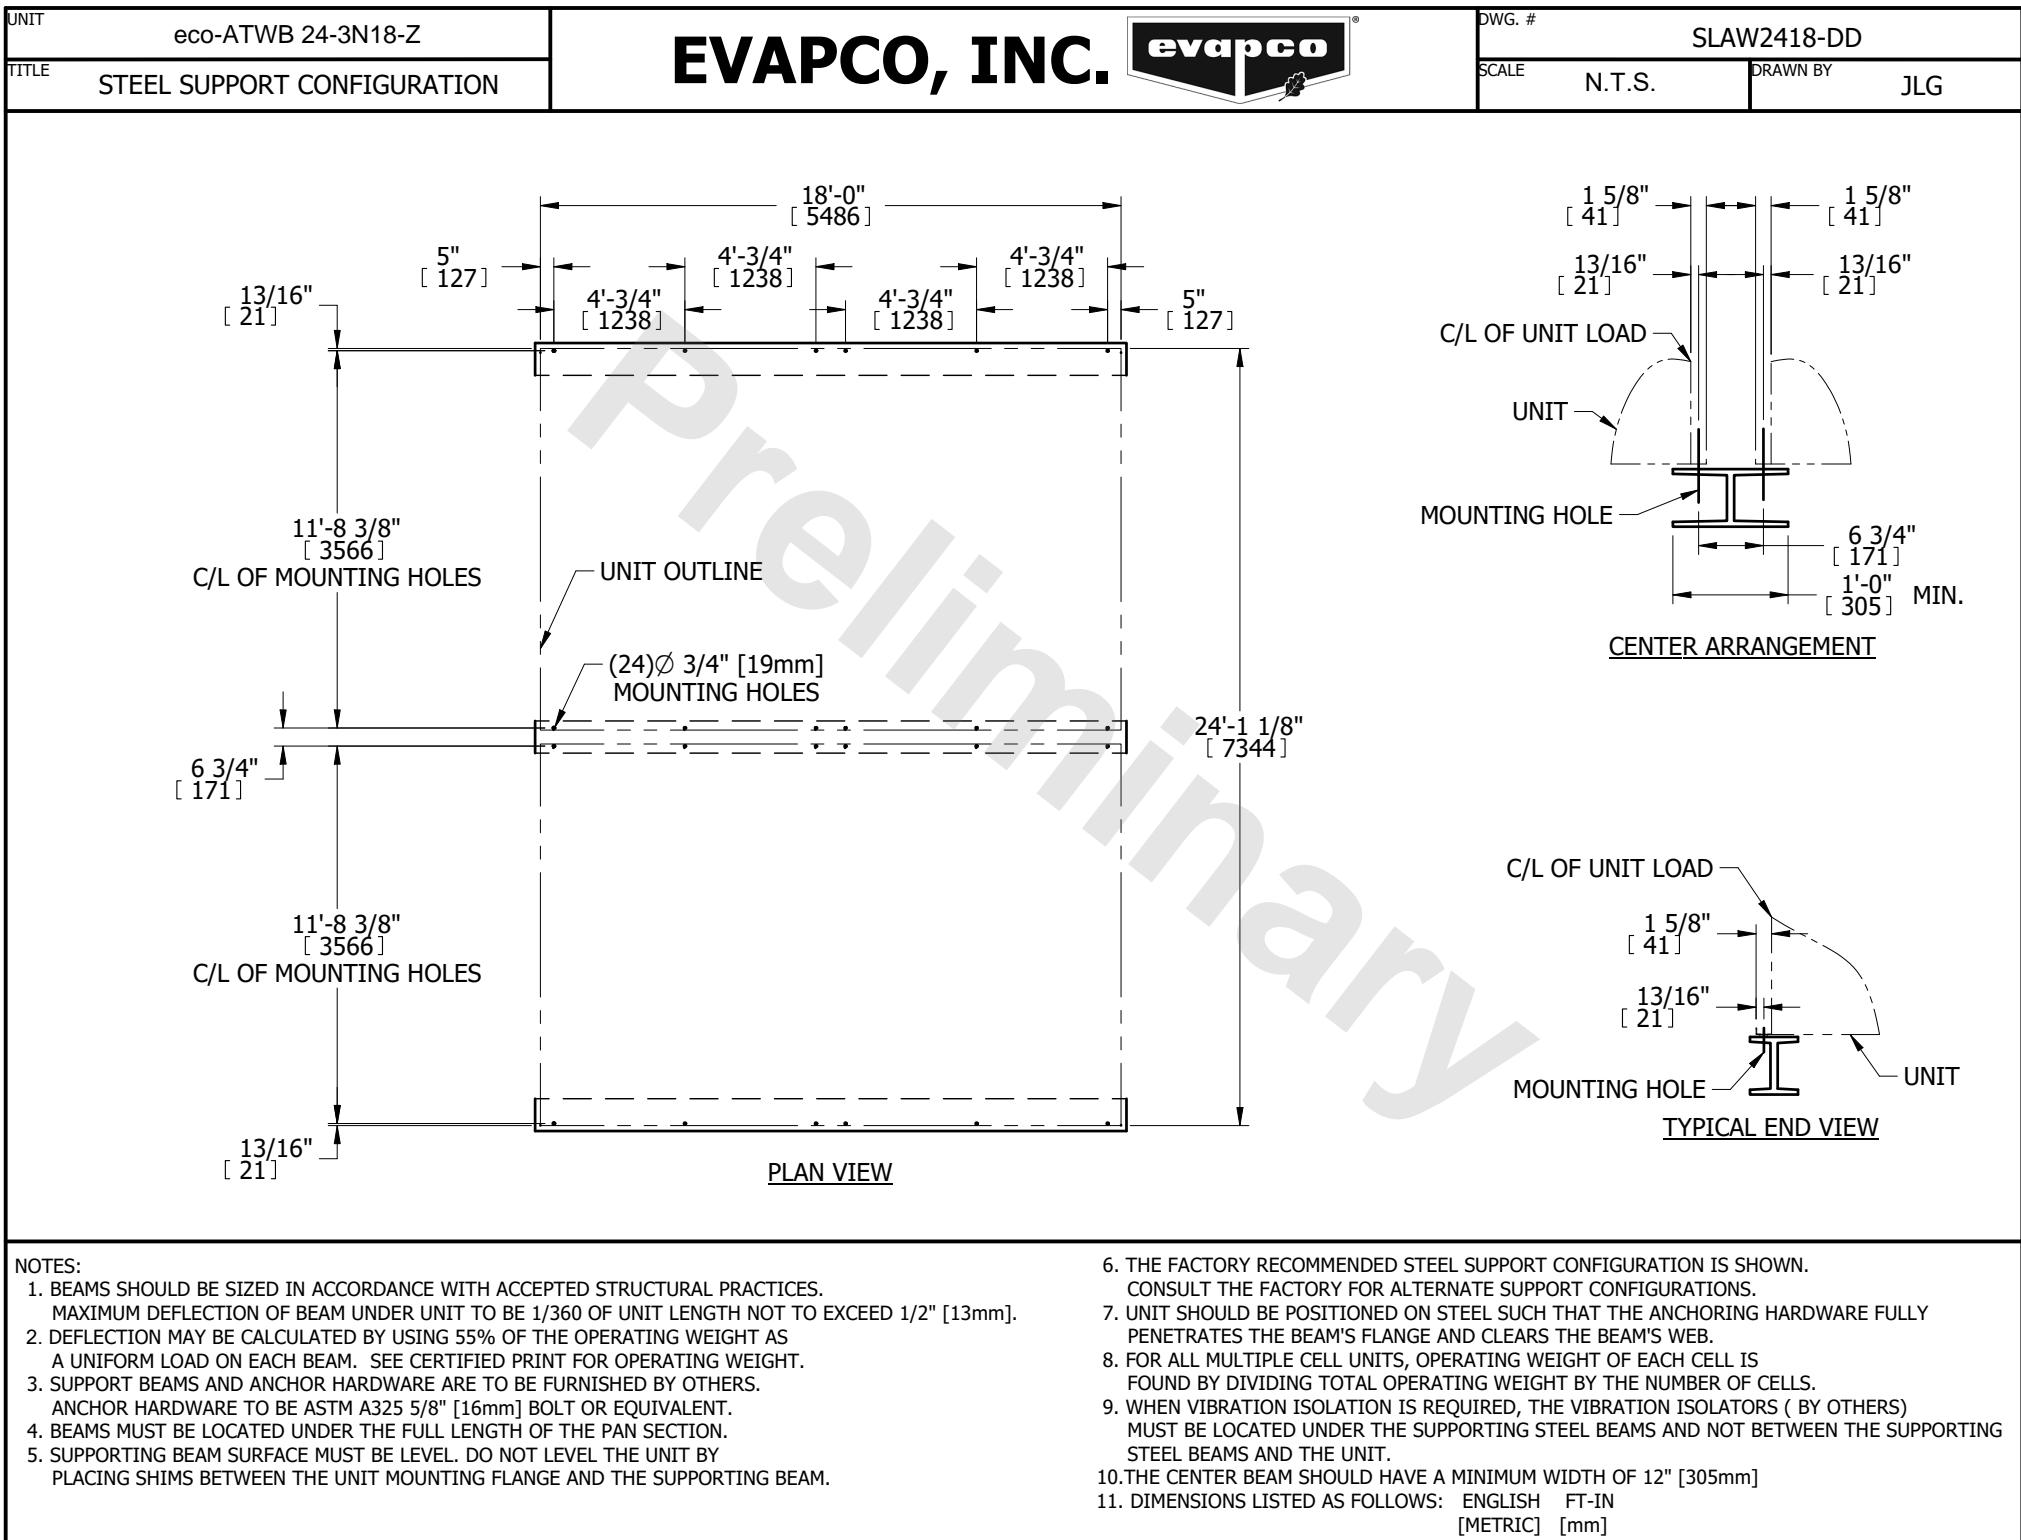 UNIT
eco-ATWB 24-3N18-Z
TITLE
STEEL SUPPORT CONFIGURATION
EVAPCO, INC.
evapco
®
DWG. #
SLAW2418-DD
SCALE
N.T.S.
DRAWN BY
JLG
18'-0"
[ 5486 ]
5"
[ 127 ]
4'-3/4"
[ 1238 ]
4'-3/4"
[ 1238 ]
13/16"
[ 21 ]
4'-3/4"
[ 1238 ]
4'-3/4"
[ 1238 ]
5"
[ 127 ]
11'-8 3/8"
[ 3566 ]
C/L OF MOUNTING HOLES
UNIT OUTLINE
(24)Ø 3/4" [19mm]
MOUNTING HOLES
24'-1 1/8"
[ 7344 ]
6 3/4"
[ 171 ]
11'-8 3/8"
[ 3566 ]
C/L OF MOUNTING HOLES
13/16"
[ 21 ]
PLAN VIEW
Preliminary
1 5/8"
[ 41 ]
1 5/8"
[ 41 ]
13/16"
[ 21 ]
13/16"
[ 21 ]
C/L OF UNIT LOAD
UNIT
MOUNTING HOLE
6 3/4"
[ 171 ]
1'-0"
[ 305 ] MIN.
CENTER ARRANGEMENT
C/L OF UNIT LOAD
1 5/8"
[ 41 ]
13/16"
[ 21 ]
MOUNTING HOLE
UNIT
TYPICAL END VIEW
NOTES:
1. BEAMS SHOULD BE SIZED IN ACCORDANCE WITH ACCEPTED STRUCTURAL PRACTICES.
MAXIMUM DEFLECTION OF BEAM UNDER UNIT TO BE 1/360 OF UNIT LENGTH NOT TO EXCEED 1/2" [13mm].
2. DEFLECTION MAY BE CALCULATED BY USING 55% OF THE OPERATING WEIGHT AS
A UNIFORM LOAD ON EACH BEAM. SEE CERTIFIED PRINT FOR OPERATING WEIGHT.
3. SUPPORT BEAMS AND ANCHOR HARDWARE ARE TO BE FURNISHED BY OTHERS.
ANCHOR HARDWARE TO BE ASTM A325 5/8" [16mm] BOLT OR EQUIVALENT.
4. BEAMS MUST BE LOCATED UNDER THE FULL LENGTH OF THE PAN SECTION.
5. SUPPORTING BEAM SURFACE MUST BE LEVEL. DO NOT LEVEL THE UNIT BY
PLACING SHIMS BETWEEN THE UNIT MOUNTING FLANGE AND THE SUPPORTING BEAM.
6. THE FACTORY RECOMMENDED STEEL SUPPORT CONFIGURATION IS SHOWN.
CONSULT THE FACTORY FOR ALTERNATE SUPPORT CONFIGURATIONS.
7. UNIT SHOULD BE POSITIONED ON STEEL SUCH THAT THE ANCHORING HARDWARE FULLY
PENETRATES THE BEAM'S FLANGE AND CLEARS THE BEAM'S WEB.
8. FOR ALL MULTIPLE CELL UNITS, OPERATING WEIGHT OF EACH CELL IS
FOUND BY DIVIDING TOTAL OPERATING WEIGHT BY THE NUMBER OF CELLS.
9. WHEN VIBRATION ISOLATION IS REQUIRED, THE VIBRATION ISOLATORS ( BY OTHERS)
MUST BE LOCATED UNDER THE SUPPORTING STEEL BEAMS AND NOT BETWEEN THE SUPPORTING
STEEL BEAMS AND THE UNIT.
10.THE CENTER BEAM SHOULD HAVE A MINIMUM WIDTH OF 12" [305mm]
11. DIMENSIONS LISTED AS FOLLOWS: ENGLISH FT-IN
[METRIC] [mm]